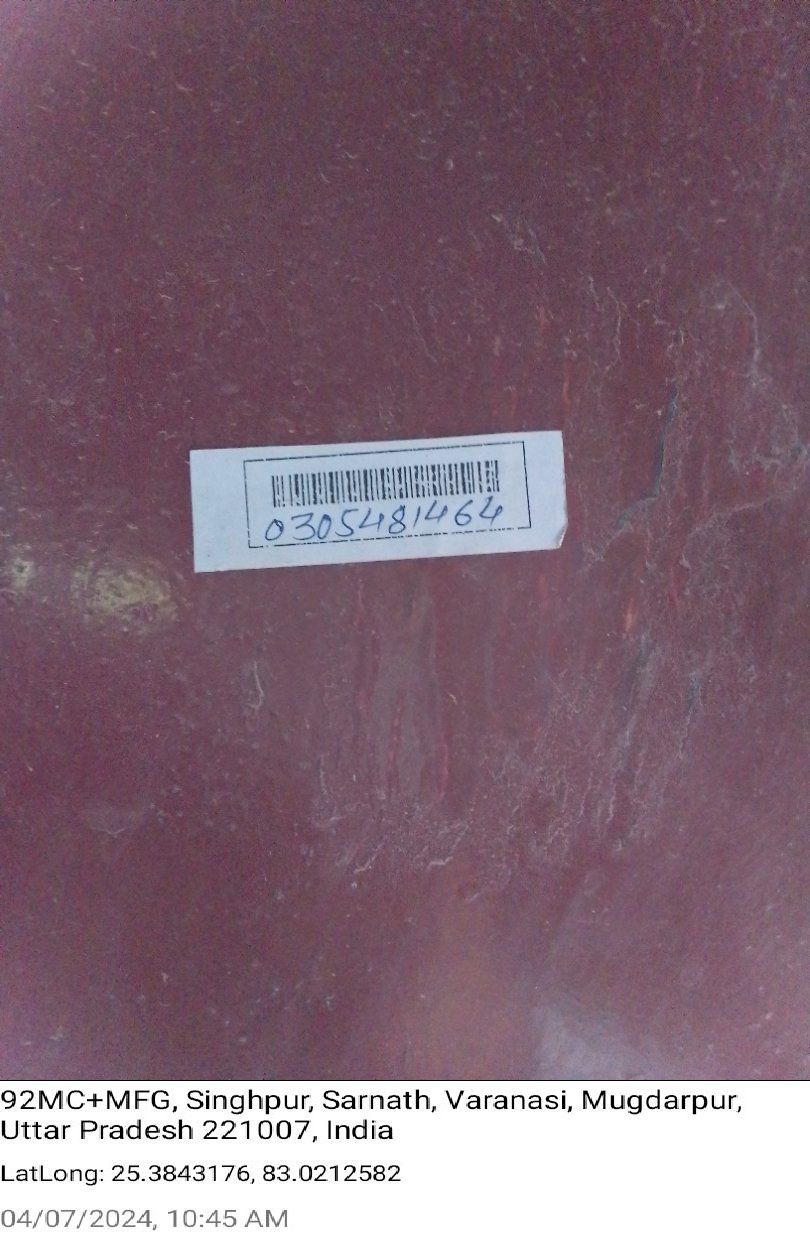 0305481464
92MC+MFG, Singhpur, Sarnath, Varanasi, Mugdarpur,
Uttar Pradesh 221007, India
LatLong: 25.3843176, 83.0212582
04/07/2024, 10:45 AM